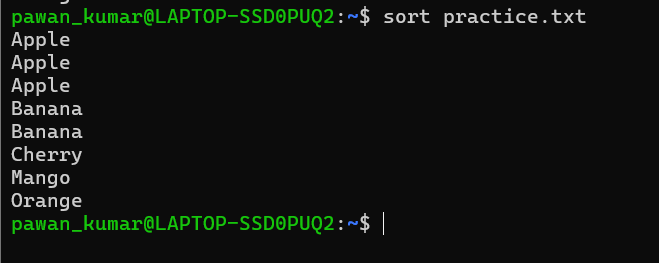 pawan_kumar@LAPTOP-SSD0PUQ2:~$ sort practice.txt
Apple
Apple
Apple
Banana
Banana
Cherry
Mango
Orange
pawan_kumar@LAPTOP-SSD0PUQ2:~$